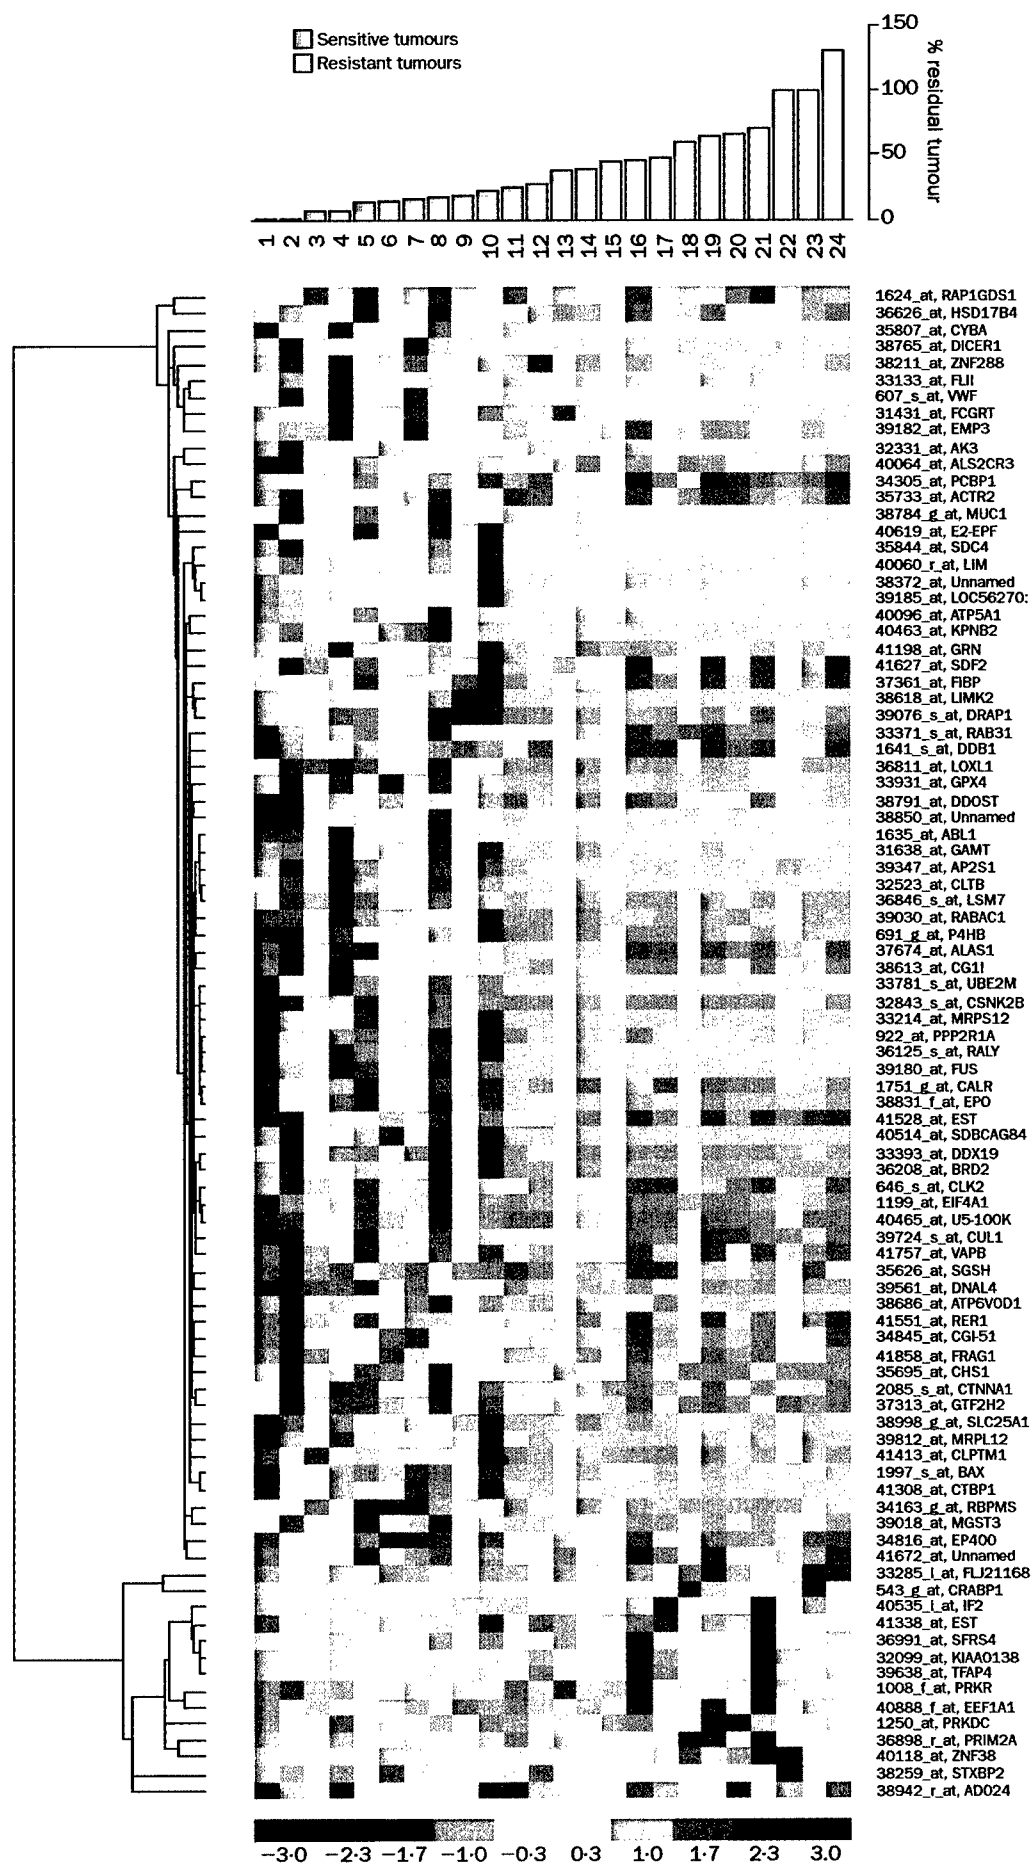 Sensitive tumours
Resistant tumours
150
100
50
0
% residual tumour
1 2 3 4 5 6 7 8 9 10 11 12 13 14 15 16 17 18 19 20 21 22 23 24
1624_at, RAP1GDS1
36626_at, HSD17B4
35807_at, CYBA
38765_at, DICER1
38211_at, ZNF288
33133_at, FLII
607_s_at, VWF
31431_at, FCGRT
39182_at, EMP3
32331_at, AK3
40064_at, ALS2CR3
34305_at, PCBP1
35733_at, ACTR2
38784_g_at, MUC1
40619_at, E2-EPF
35844_at, SDC4
40060_r_at, LIM
38372_at, Unnamed
39185_at, LOC56270:
40096_at, ATP5A1
40463_at, KPNB2
41198_at, GRN
41627_at, SDF2
37361_at, FIBP
38618_at, LIMK2
39076_s_at, DRAP1
33371_s_at, RAB31
1641_s_at, DDB1
36811_at, LOXL1
33931_at, GPX4
38791_at, DDOST
38850_at, Unnamed
1635_at, ABL1
31638_at, GAMT
39347_at, AP2S1
32523_at, CLTB
36846_s_at, LSM7
39030_at, RABAC1
691_g_at, P4HB
37674_at, ALAS1
38613_at, CG1I
33781_s_at, UBE2M
32843_s_at, CSNK2B
33214_at, MRPS12
922_at, PPP2R1A
36125_s_at, RALY
39180_at, FUS
1751_g_at, CALR
38831_f_at, EPO
41528_at, EST
40514_at, SDBCAG84
33393_at, DDX19
36208_at, BRD2
646_s_at, CLK2
1199_at, EIF4A1
40465_at, U5-100K
39724_s_at, CUL1
41757_at, VAPB
35626_at, SGSH
39561_at, DNAL4
38686_at, ATP6V0D1
41551_at, RER1
34845_at, CGI-51
41858_at, FRAG1
35695_at, CHS1
2085_s_at, CTNNA1
37313_at, GTF2H2
38998_g_at, SLC25A1
39812_at, MRPL12
41413_at, CLPTM1
1997_s_at, BAX
41308_at, CTBP1
34163_g_at, RBPMS
39018_at, MGST3
34816_at, EP400
41672_at, Unnamed
33285_i_at, FLJ21168
543_g_at, CRABP1
40535_i_at, IF2
41338_at, EST
36991_at, SFRS4
32099_at, KIAA0138
39638_at, TFAP4
1008_f_at, PRKR
40888_f_at, EEF1A1
1250_at, PRKDC
36898_r_at, PRIM2A
40118_at, ZNF38
38259_at, STXBP2
38942_r_at, AD024
−3·0 −2·3 −1·7 −1·0 −0·3 0·3 1·0 1·7 2·3 3·0